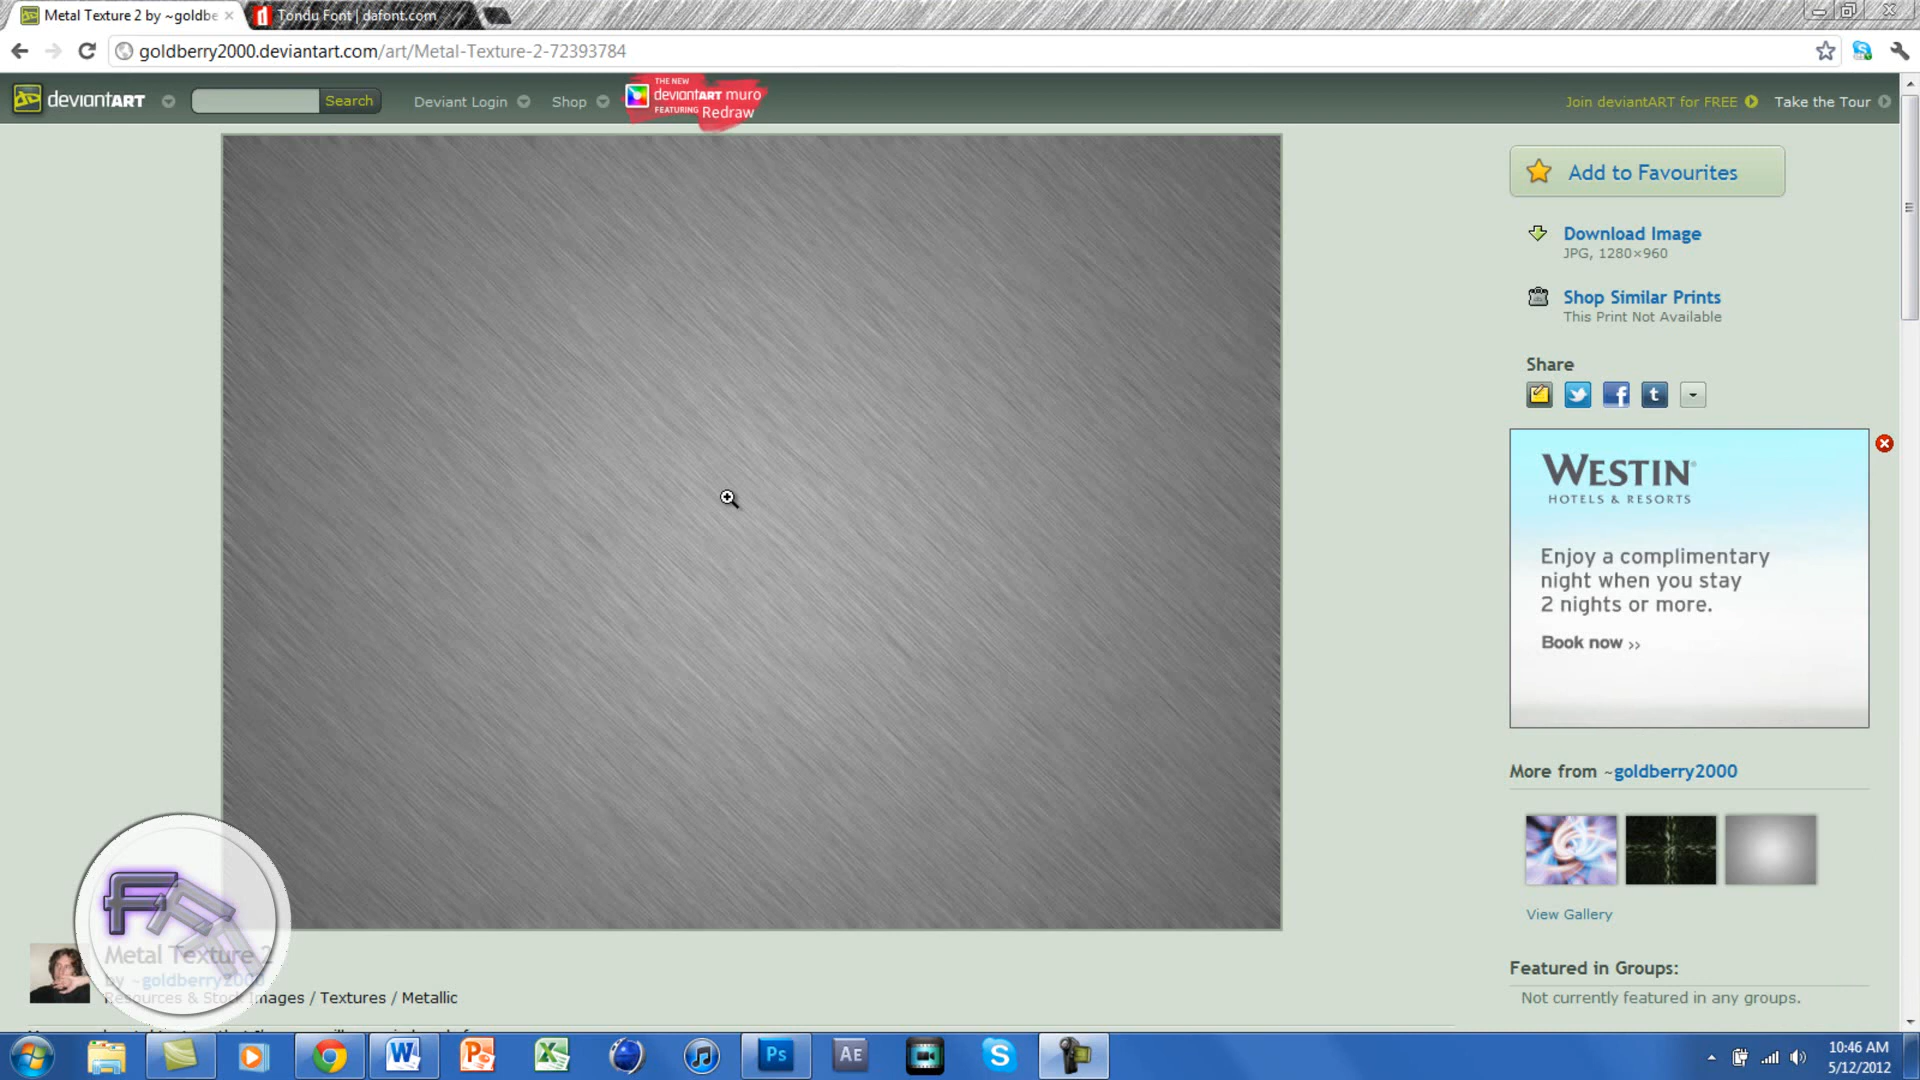 Metal Texture 2 by ~goldbe
Tondu Font | dafont.com
goldberry2000.deviantart.com/art/Metal-Texture-2-72393784
deviantART
Search
Deviant Login
Shop
THE NEW
deviantART muro
FEATURING Redraw
Join deviantART for FREE
Take the Tour
Add to Favourites
Download Image
JPG, 1280×960
Shop Similar Prints
This Print Not Available
Share
WESTIN®
HOTELS & RESORTS
Enjoy a complimentary
night when you stay
2 nights or more.
Book now >>
More from ~goldberry2000
View Gallery
Featured in Groups:
Not currently featured in any groups.
Metal Texture 2
by ~goldberry2000
Resources & Stock Images / Textures / Metallic
Ps
AE
10:46 AM
5/12/2012